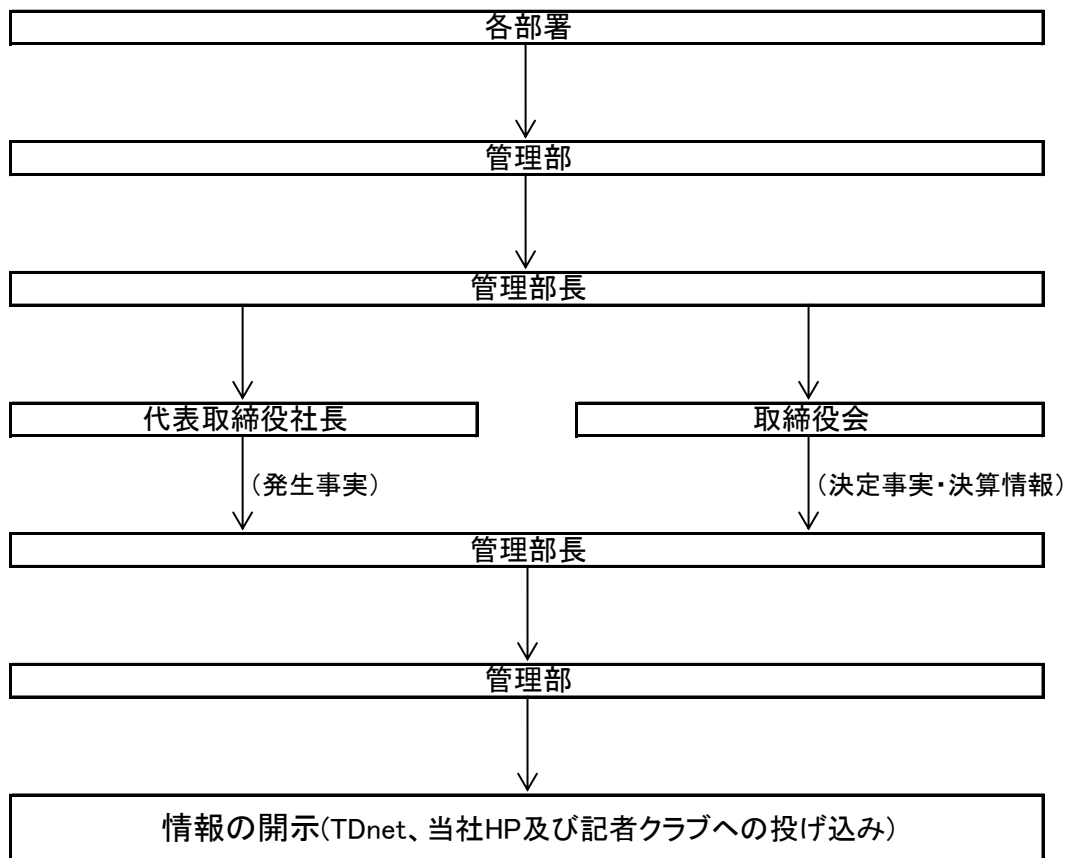 各部署
管理部
管理部長
代表取締役社長
取締役会
(発生事実)
(決定事実・決算情報)
管理部長
管理部
情報の開示(TDnet、当社HP及び記者クラブへの投げ込み)